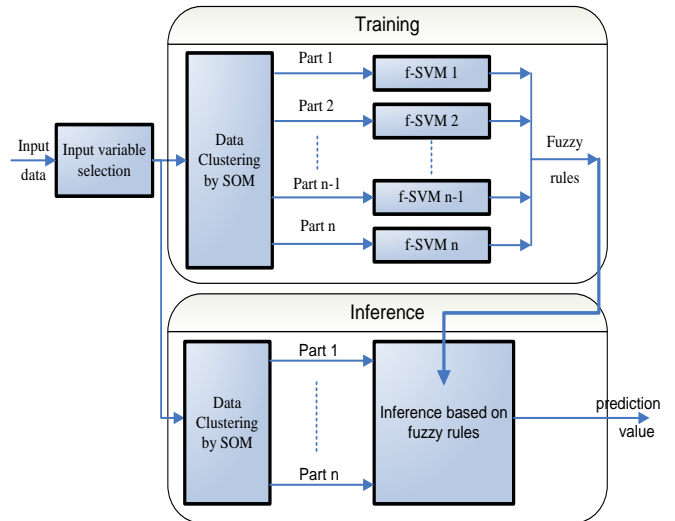 Training
Input
data
Input variable
selection
Data
Clustering
by SOM
Part 1
Part 2
Part n-1
Part n
f-SVM 1
f-SVM 2
f-SVM n-1
f-SVM n
Fuzzy
rules
Inference
Data
Clustering
by SOM
Part 1
Part n
Inference based on
fuzzy rules
prediction
value